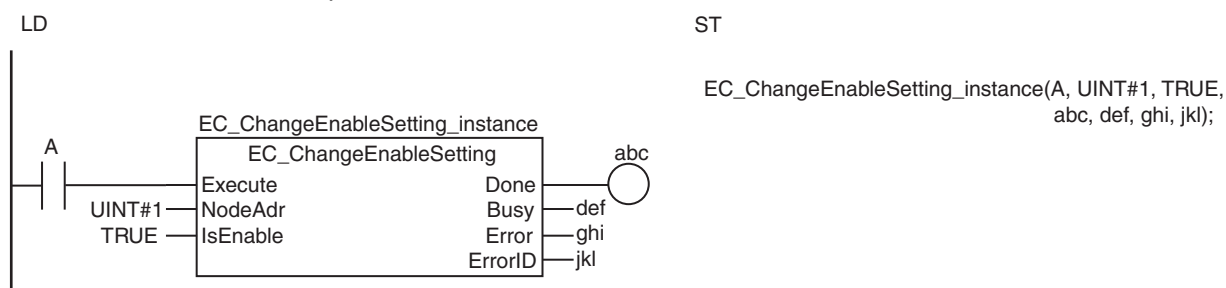 LD
ST
EC_ChangeEnableSetting_instance(A, UINT#1, TRUE,
abc, def, ghi, jkl);
EC_ChangeEnableSetting_instance
A
EC_ChangeEnableSetting
abc
Execute
Done
UINT#1
NodeAdr
Busy
def
TRUE
IsEnable
Error
ghi
ErrorID
jkl